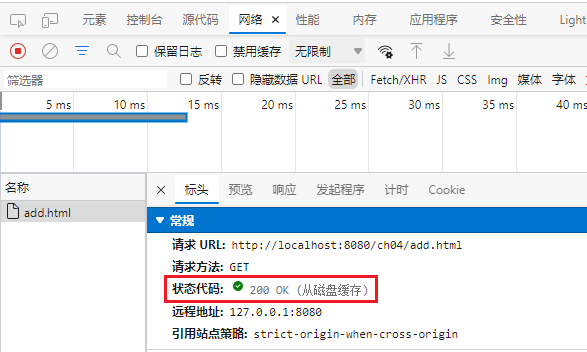 元素 控制台 源代码 网络 × 性能 内存 应用程序 安全性 Light
保留日志 禁用缓存 无限制
筛选器 反转 隐藏数据 URL 全部 Fetch/XHR JS CSS Img 媒体 字体
5 ms 10 ms 15 ms 20 ms 25 ms 30 ms 35 ms 40 ms
名称 × 标头 预览 响应 发起程序 计时 Cookie
add.html
常规
请求 URL: http://localhost:8080/ch04/add.html
请求方法: GET
状态代码: 200 OK (从磁盘缓存)
远程地址: 127.0.0.1:8080
引用站点策略: strict-origin-when-cross-origin